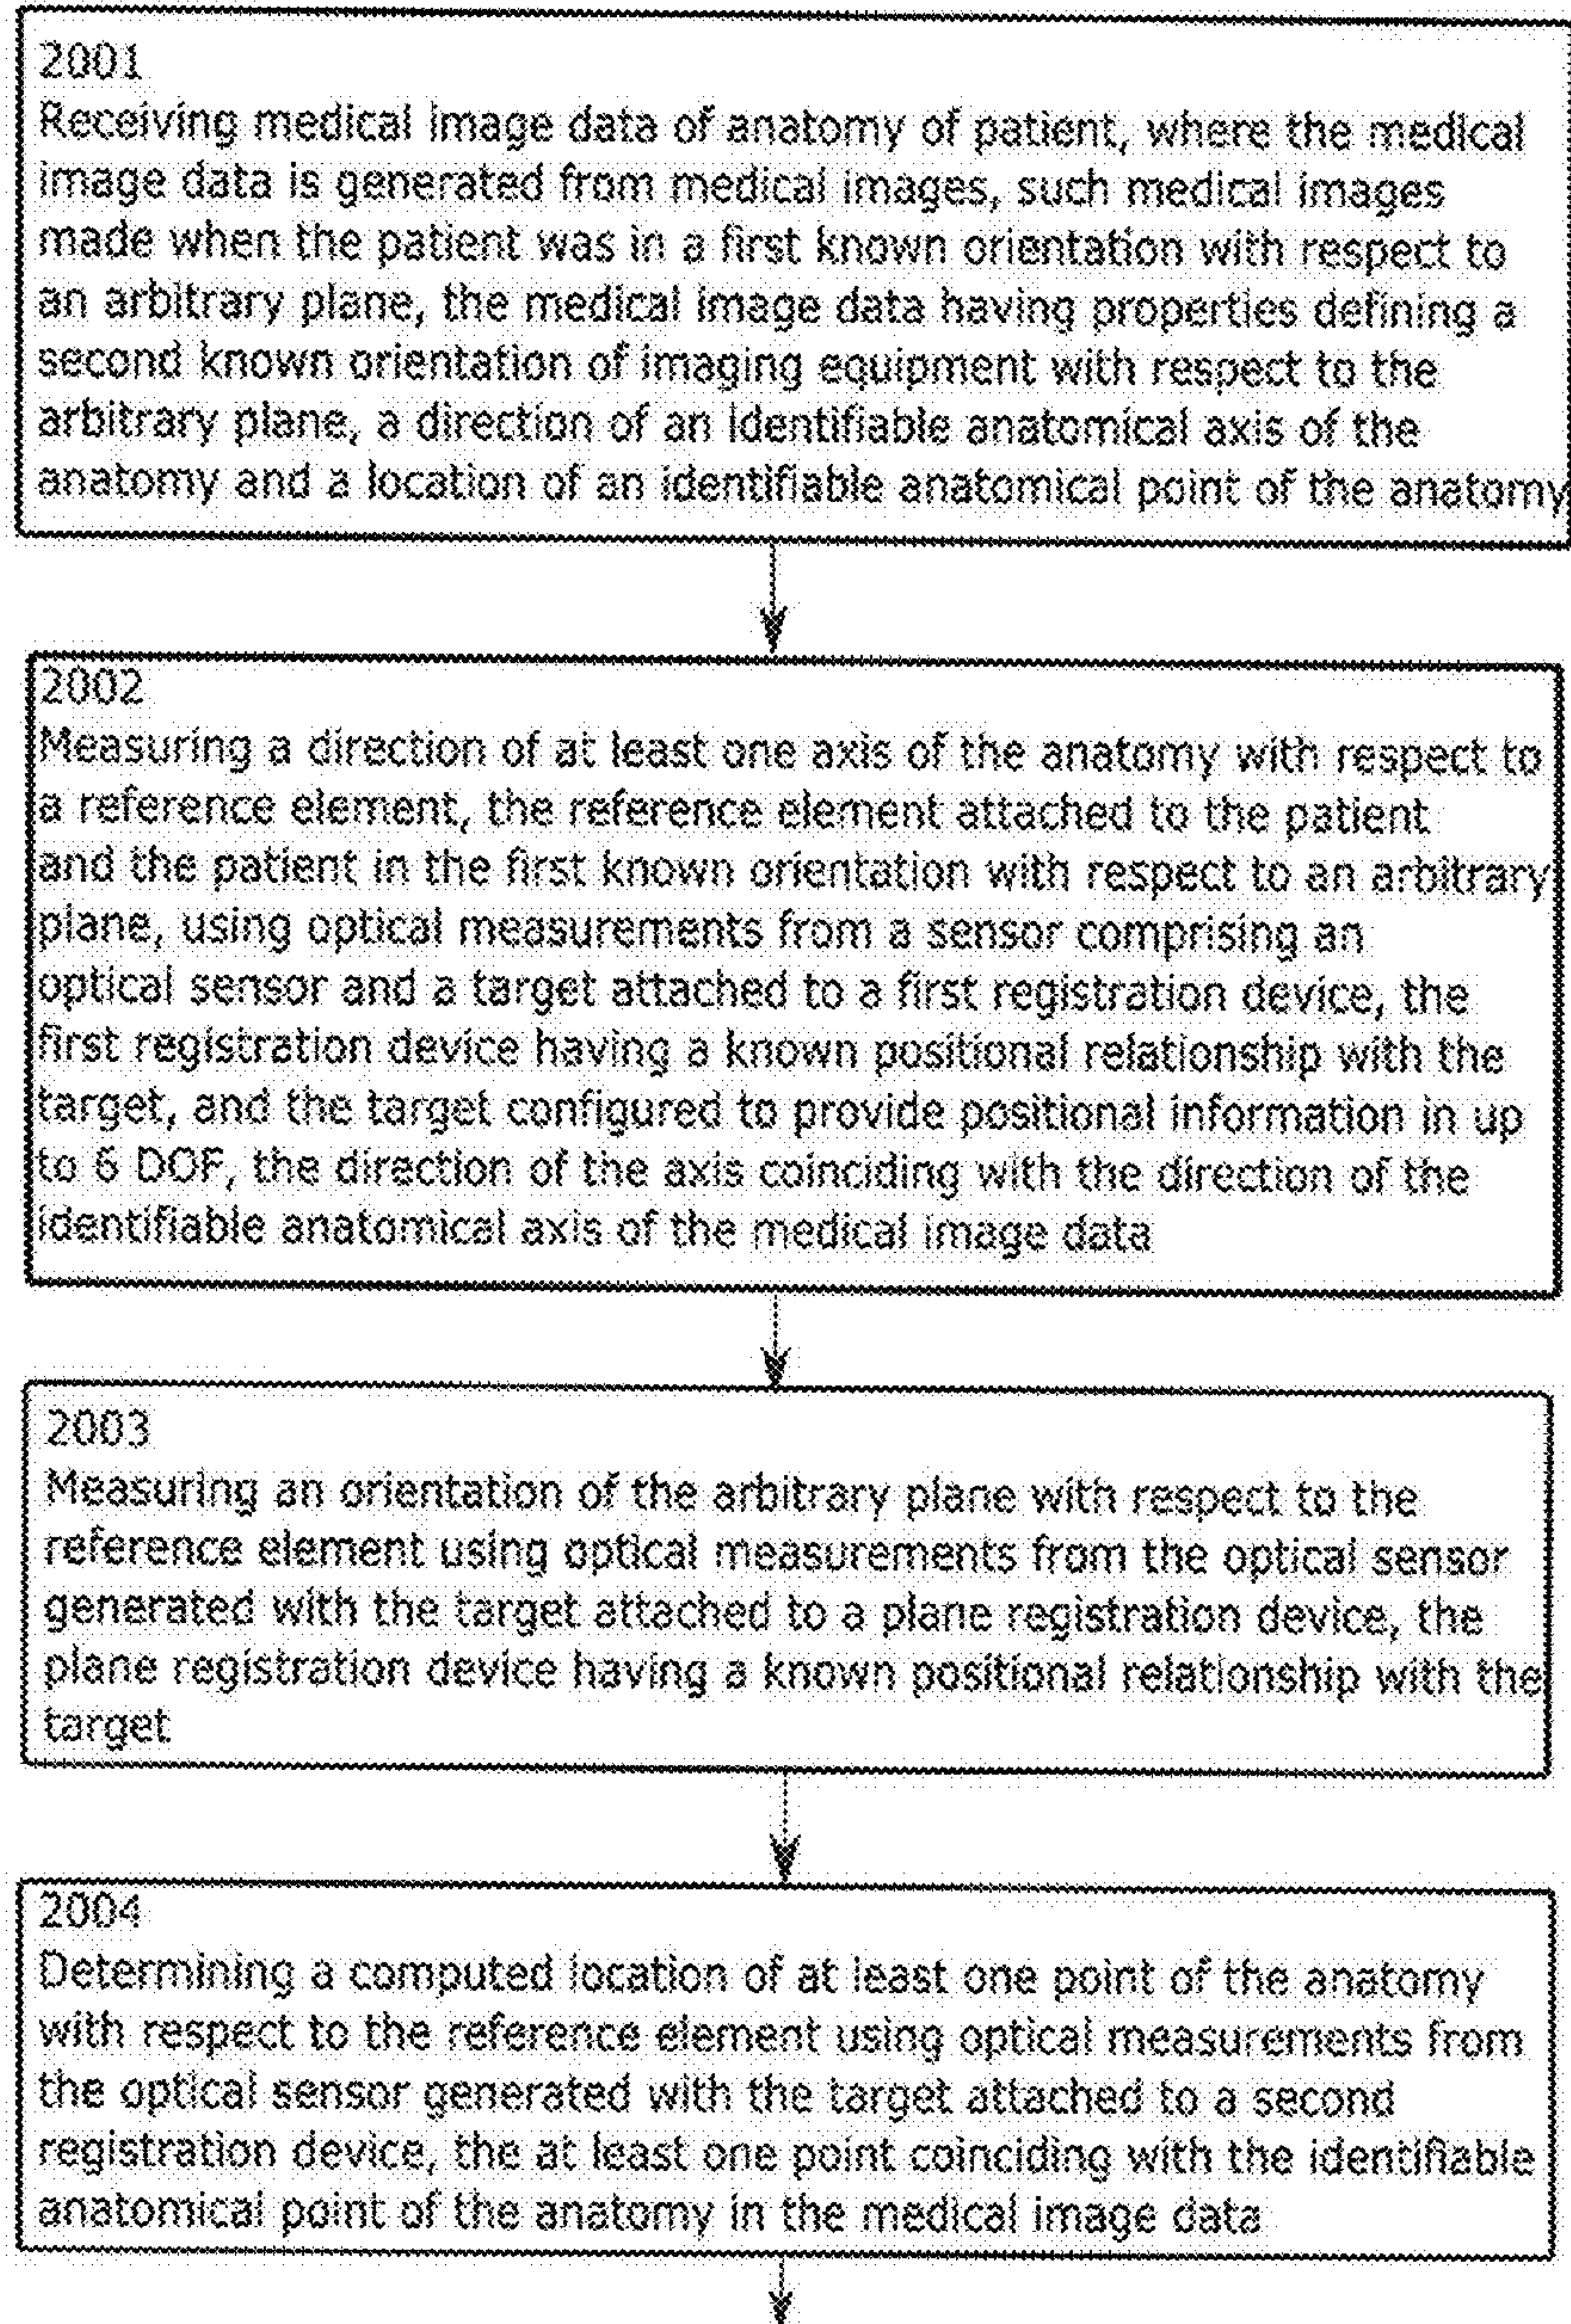 2001
Receiving medical image data of anatomy of patient, where the medical
image data is generated from medical images, such medical images
made when the patient was in a first known orientation with respect to
an arbitrary plane, the medical image data having properties defining a
second known orientation of imaging equipment with respect to the
arbitrary plane, a direction of an identifiable anatomical axis of the
anatomy and a location of an identifiable anatomical point of the anatomy
2002
Measuring a direction of at least one axis of the anatomy with respect to
a reference element, the reference element attached to the patient
and the patient in the first known orientation with respect to an arbitrary
plane, using optical measurements from a sensor comprising an
optical sensor and a target attached to a first registration device, the
first registration device having a known positional relationship with the
target, and the target configured to provide positional information in up
to 6 DOF, the direction of the axis coinciding with the direction of the
identifiable anatomical axis of the medical image data
2003
Measuring an orientation of the arbitrary plane with respect to the
reference element using optical measurements from the optical sensor
generated with the target attached to a plane registration device, the
plane registration device having a known positional relationship with the
target
2004
Determining a computed location of at least one point of the anatomy
with respect to the reference element using optical measurements from
the optical sensor generated with the target attached to a second
registration device, the at least one point coinciding with the identifiable
anatomical point of the anatomy in the medical image data